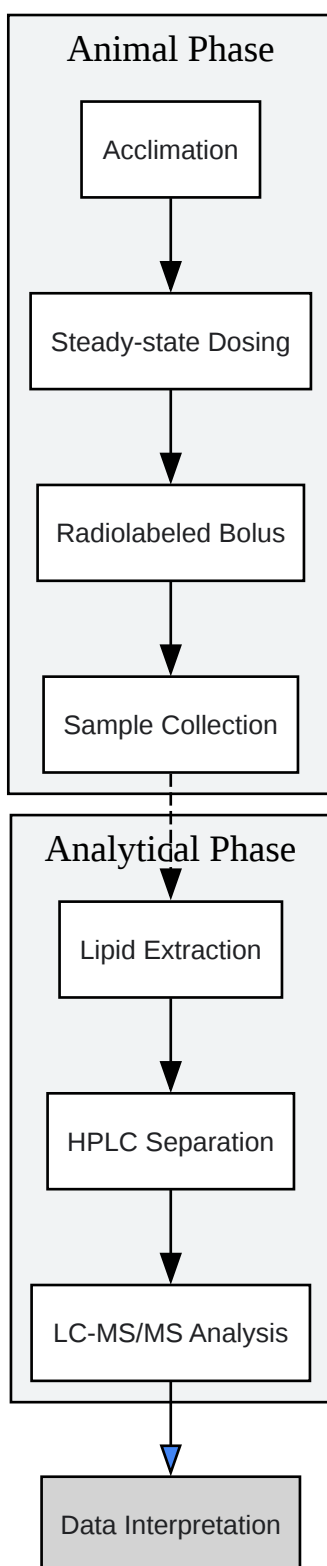 Animal Phase
Acclimation
Steady-state Dosing
Radiolabeled Bolus
Sample Collection
Analytical Phase
Lipid Extraction
HPLC Separation
LC-MS/MS Analysis
Data Interpretation